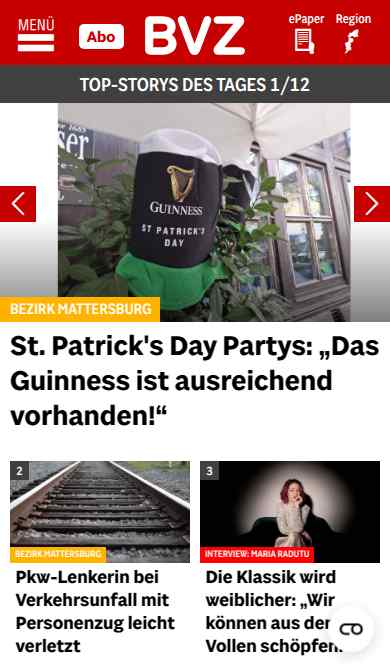 MENÜ
Abo
BVZ
ePaper
Region
TOP-STORYS DES TAGES 1/12
GUINNESS
ST PATRICK'S
DAY
BEZIRK MATTERSBURG
St. Patrick's Day Partys: „Das
Guinness ist ausreichend
vorhanden!“
2
BEZIRK MATTERSBURG
Pkw-Lenkerin bei
Verkehrsunfall mit
Personenzug leicht
verletzt
3
INTERVIEW: MARIA RADUTU
Die Klassik wird
weiblicher: „Wir
können aus dem
Vollen schöpfen.